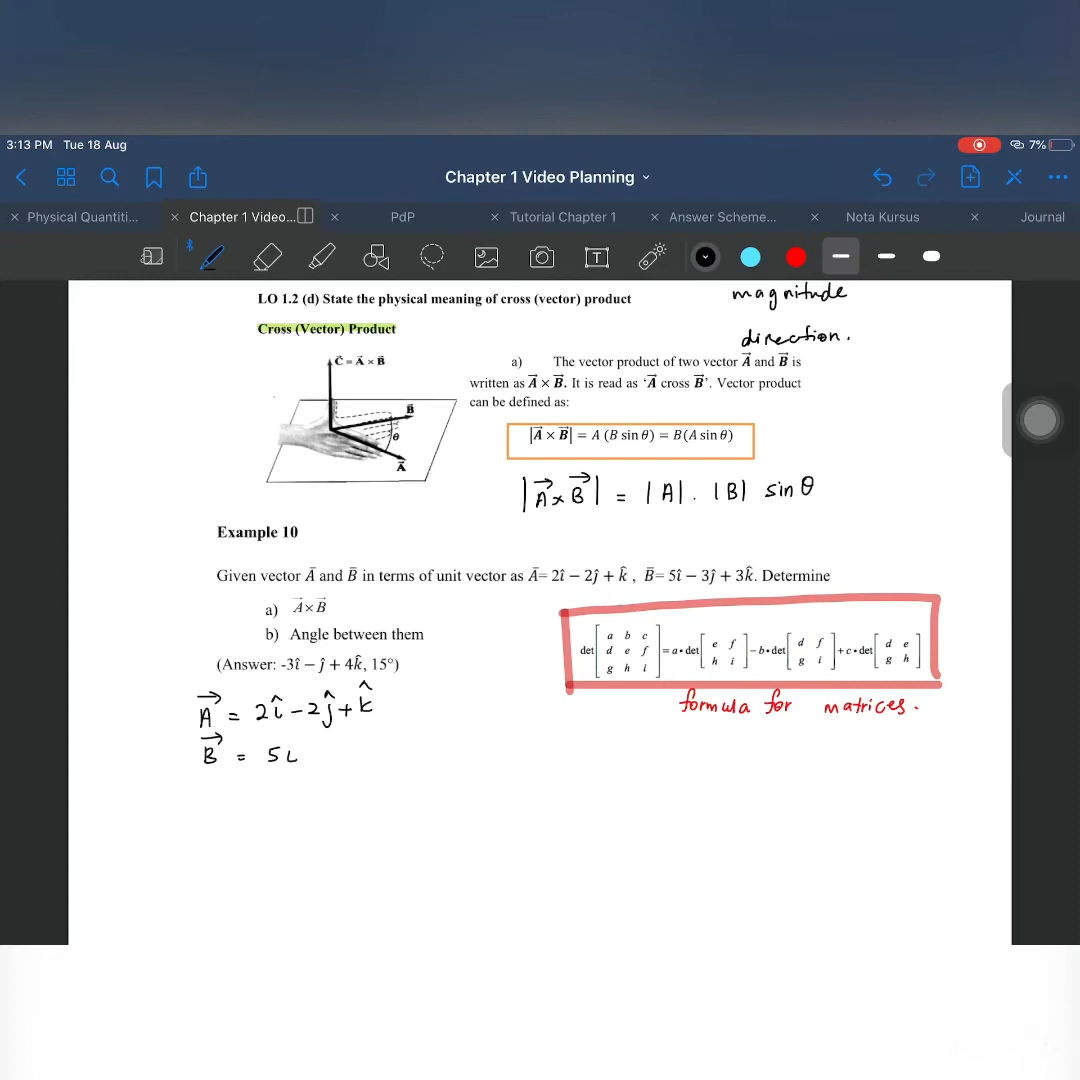 3:13 PM Tue 18 Aug
7%
Chapter 1 Video Planning
Physical Quantiti...
Chapter 1 Video...
PdP
Tutorial Chapter 1
Answer Scheme...
Nota Kursus
Journal
LO 1.2 (d) State the physical meaning of cross (vector) product
magnitude
Cross (Vector) Product
direction.
C⃗ = A⃗ × B⃗
B⃗
θ
A⃗
a) The vector product of two vector A⃗ and B⃗ is
written as A⃗ × B⃗. It is read as ‘A⃗ cross B⃗’. Vector product
can be defined as:
|A⃗ × B⃗| = A (B sin θ) = B(A sin θ)
|A⃗ × B⃗| = |A| . |B| sin θ
Example 10
Given vector A̅ and B̅ in terms of unit vector as A̅= 2î − 2ĵ + k̂ , B̅= 5î − 3ĵ + 3k̂. Determine
a) A⃗×B⃗
b) Angle between them
(Answer: -3î − ĵ + 4k̂, 15°)
det [a b c
d e f
g h i] = a • det [e f
h i] − b • det [d f
g i] + c • det [d e
g h]
formula for matrices.
A⃗ = 2î − 2ĵ + k̂
B⃗ = 5